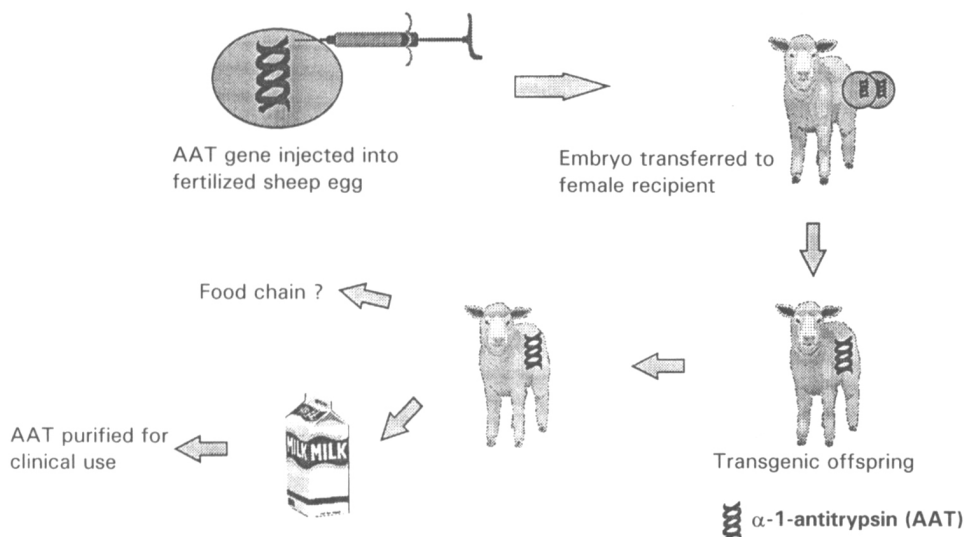 AAT gene injected into
fertilized sheep egg
Embryo transferred to
female recipient
Food chain ?
MILK MILK
AAT purified for
clinical use
Transgenic offspring
α-1-antitrypsin (AAT)